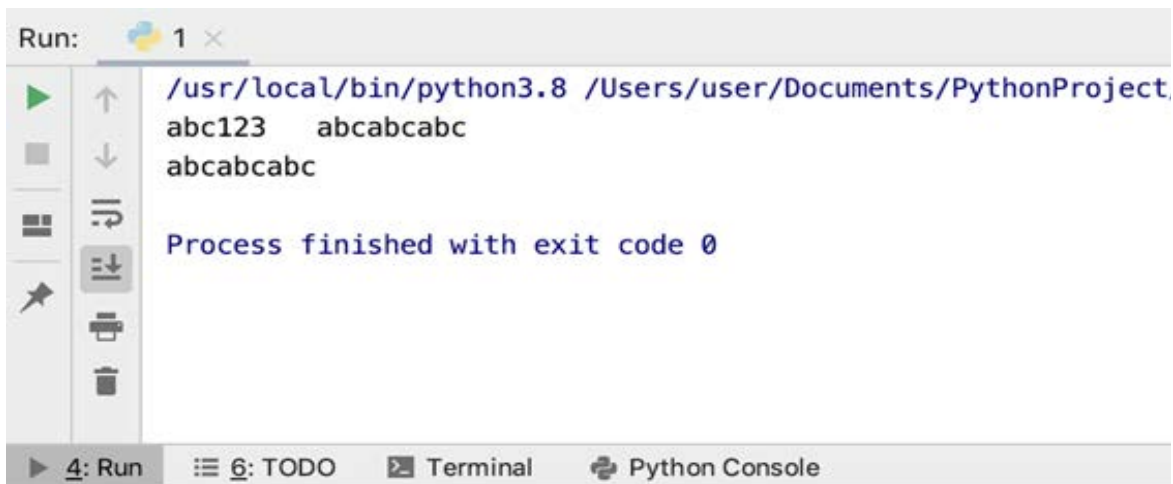 Run: 1
/usr/local/bin/python3.8 /Users/user/Documents/PythonProject/
abc123   abcabcabc
abcabcabc
Process finished with exit code 0
4: Run 6: TODO Terminal Python Console